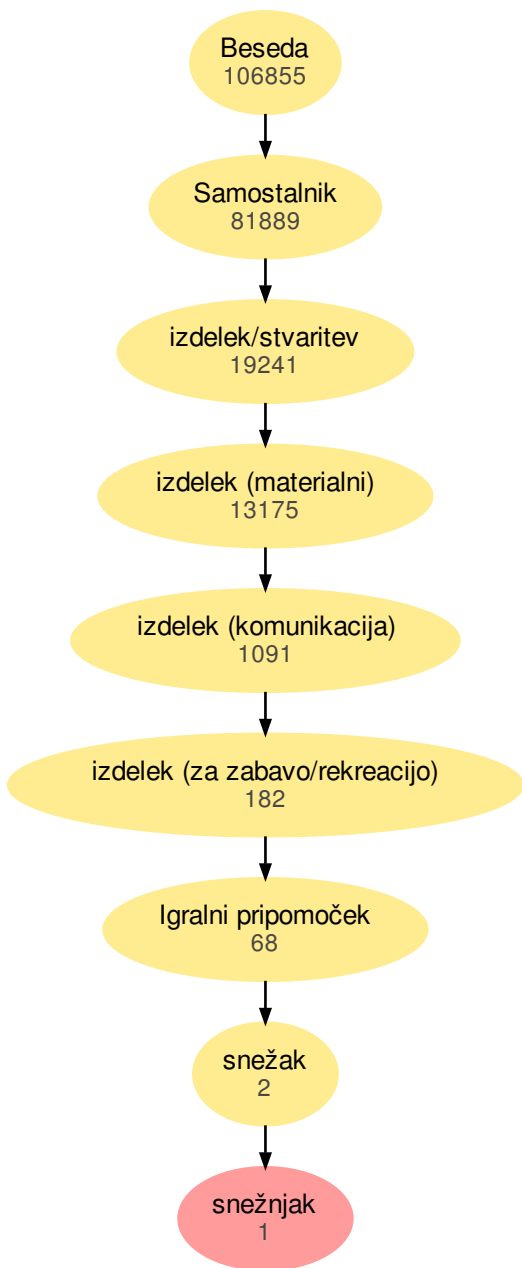 Beseda
106855
Samostalnik
81889
izdelek/stvaritev
19241
izdelek (materialni)
13175
izdelek (komunikacija)
1091
izdelek (za zabavo/rekreacijo)
182
Igralni pripomoček
68
snežak
2
snežnjak
1